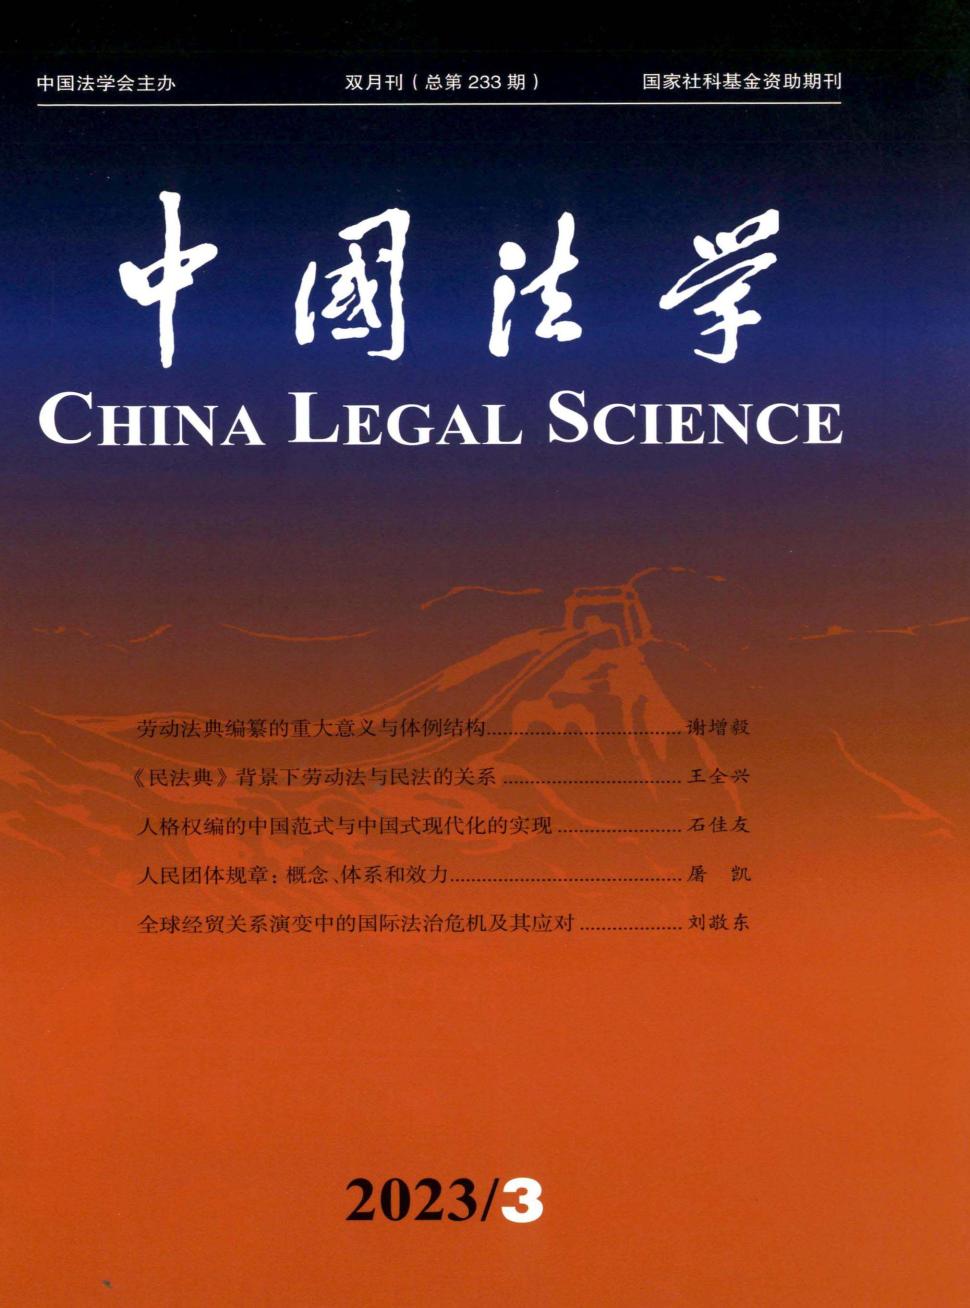 中国法学会主办 双月刊（总第233期） 国家社科基金资助期刊
中國法学
CHINA LEGAL SCIENCE
劳动法典编纂的重大意义与体例结构................................谢增毅
《民法典》背景下劳动法与民法的关系..............................王全兴
人格权编的中国范式与中国式现代化的实现.....................石佳友
人民团体规章：概念、体系和效力......................................屠 凯
全球经贸关系演变中的国际法治危机及其应对.................刘敬东
2023/3